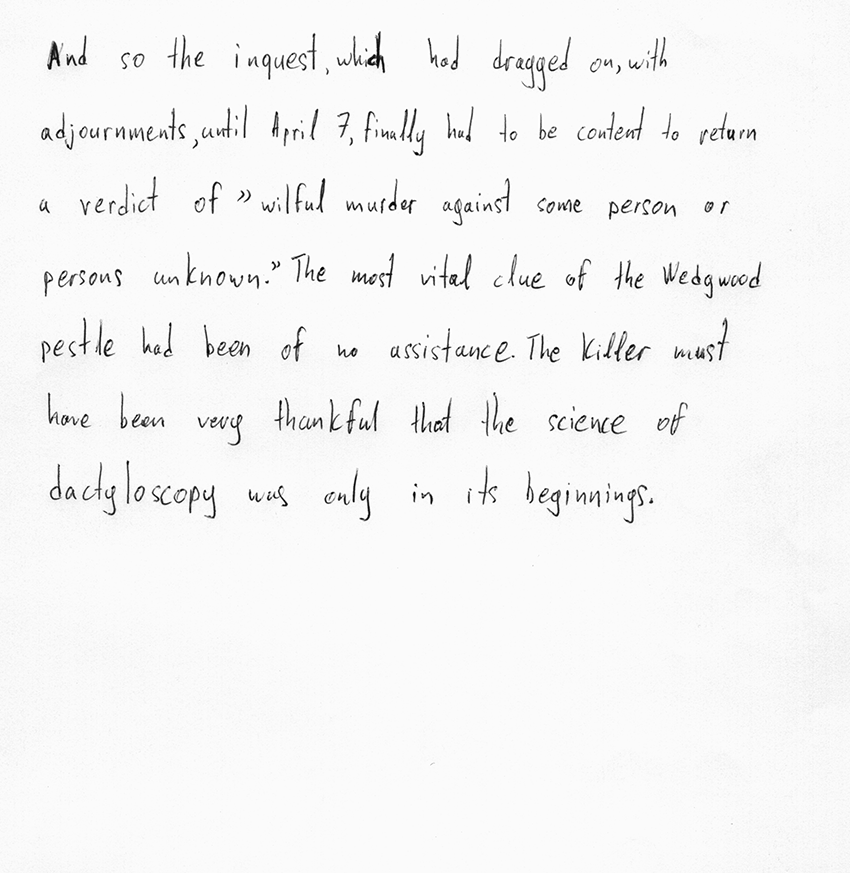 And so the inquest, which had dragged on, with
adjournments, until April 7, finally had to be content to return
a verdict of ” wilful murder against some person or
persons unknown.” The most vital clue of the Wedgwood
pestle had been of no assistance. The killer must
have been very thankful that the science of
dactyloscopy was only in its beginnings.